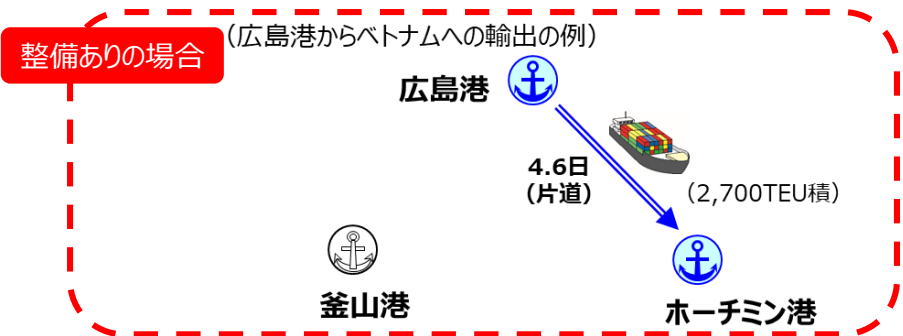 （広島港からベトナムへの輸出の例）
整備ありの場合
広島港
4.6日
（片道）
（2,700TEU積）
釜山港
ホーチミン港